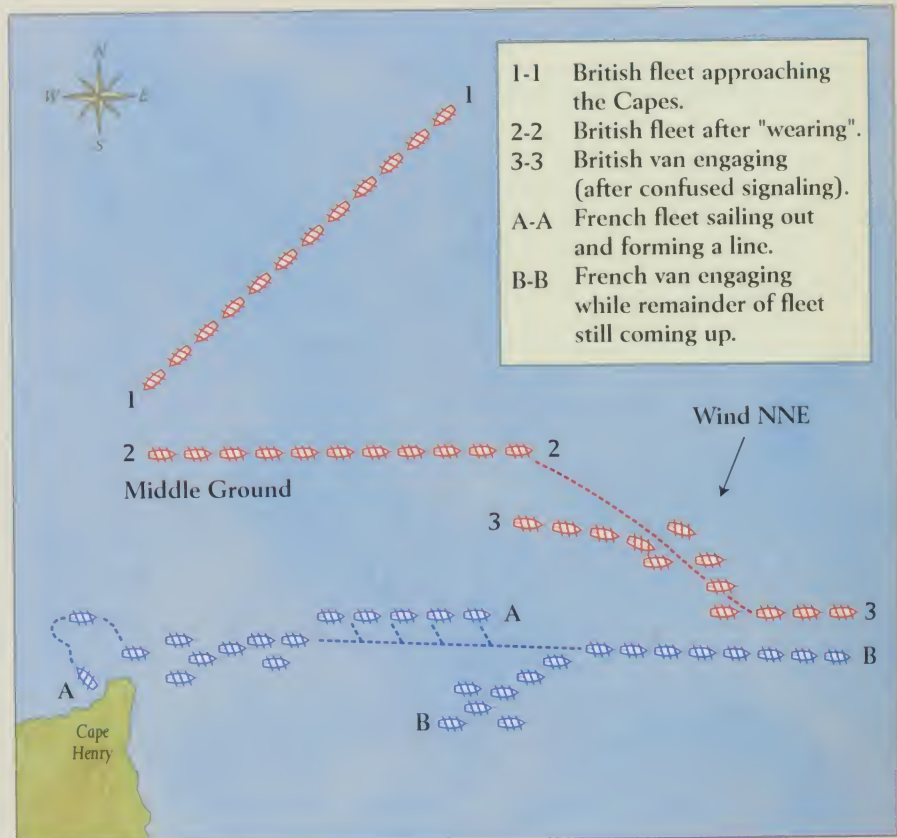 N
W E
S
1
1-1 British fleet approaching
the Capes.
2-2 British fleet after "wearing".
3-3 British van engaging
(after confused signaling).
A-A French fleet sailing out
and forming a line.
B-B French van engaging
while remainder of fleet
still coming up.
1
Wind NNE
2 2
Middle Ground
3
A 3
B
A
B
Cape
Henry